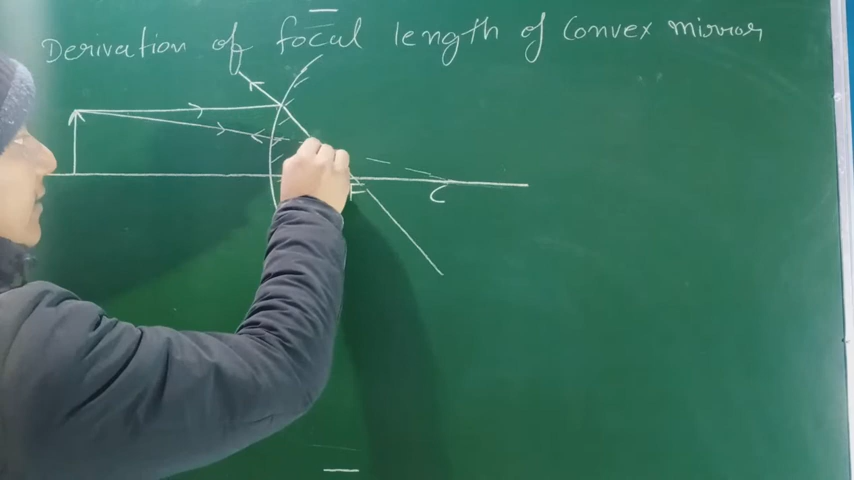 Derivation of focal length of Convex mirror
F
C